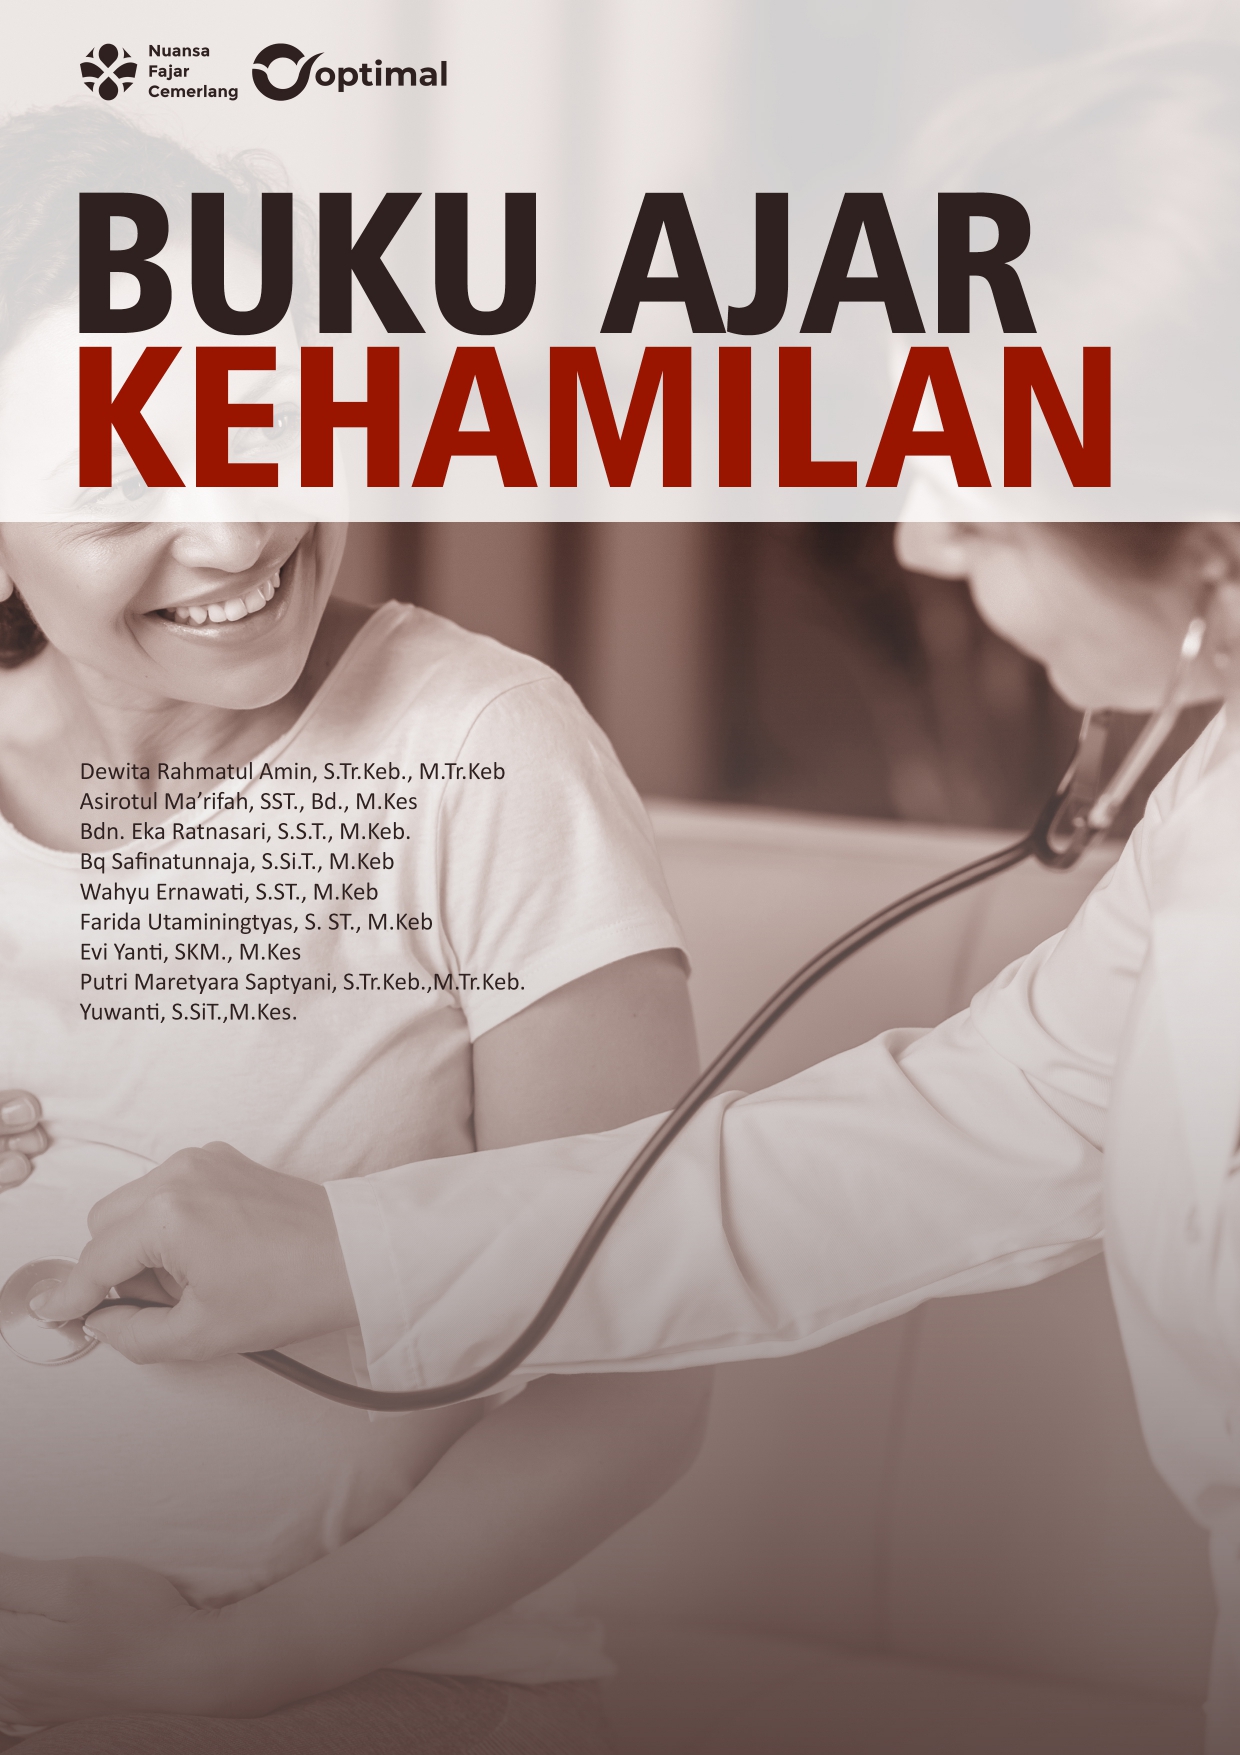 Nuansa
Fajar
Cemerlang
optimal
BUKU AJAR
KEHAMILAN
Dewita Rahmatul Amin, S.Tr.Keb., M.Tr.Keb
Asirotul Ma’rifah, SST., Bd., M.Kes
Bdn. Eka Ratnasari, S.S.T., M.Keb.
Bq Safinatunnaja, S.Si.T., M.Keb
Wahyu Ernawati, S.ST., M.Keb
Farida Utaminingtyas, S. ST., M.Keb
Evi Yanti, SKM., M.Kes
Putri Maretyara Saptyani, S.Tr.Keb.,M.Tr.Keb.
Yuwanti, S.SiT.,M.Kes.